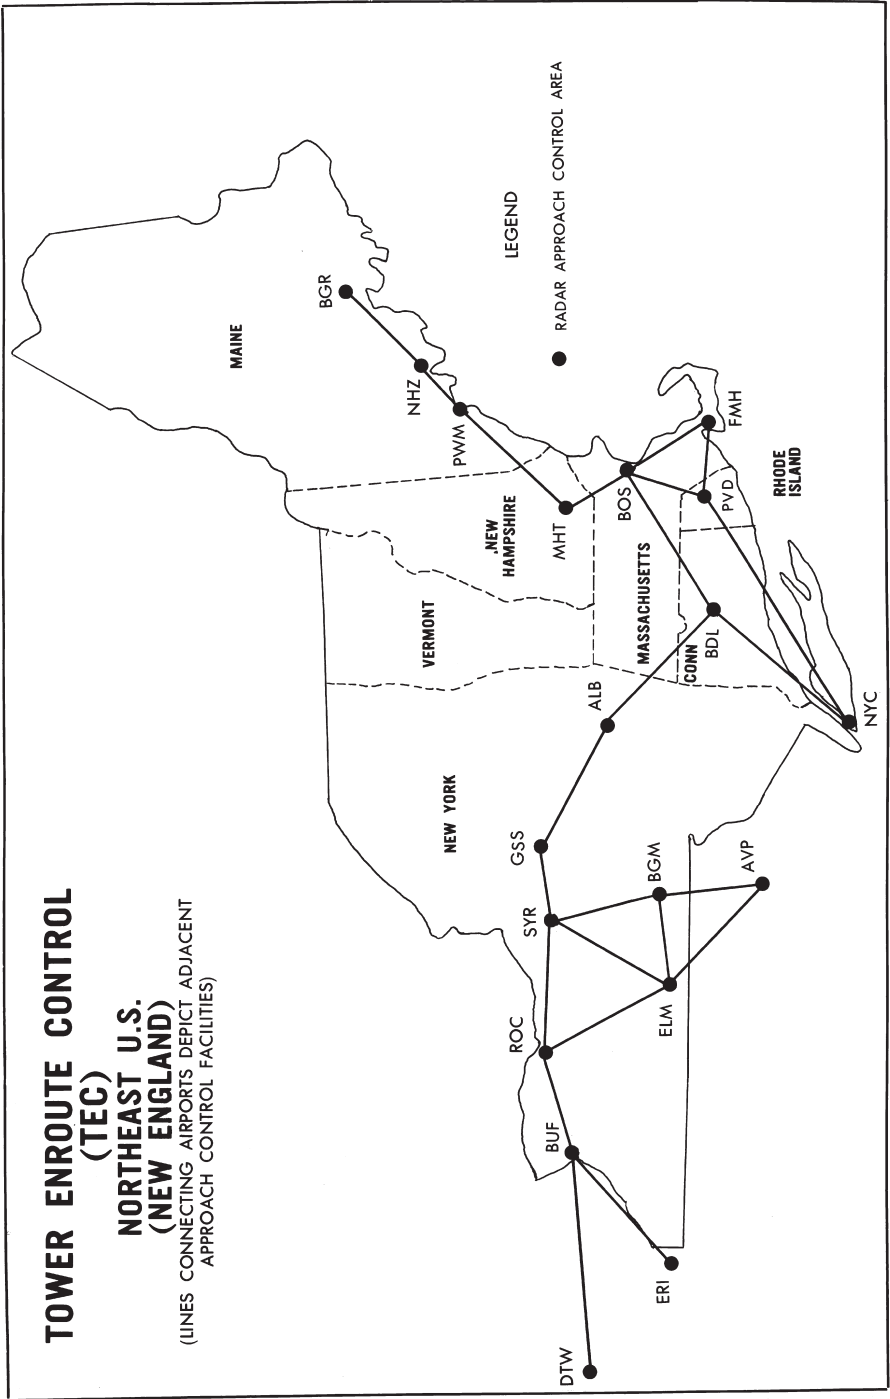 TOWER ENROUTE CONTROL
(TEC)
NORTHEAST U.S.
(NEW ENGLAND)
(LINES CONNECTING AIRPORTS DEPICT ADJACENT
APPROACH CONTROL FACILITIES)
LEGEND
RADAR APPROACH CONTROL AREA
MAINE
BGR
NHZ
PWM
NEW
HAMPSHIRE
MHT
VERMONT
MASSACHUSETTS
BOS
FMH
PVD
RHODE
ISLAND
CONN
BDL
ALB
NYC
NEW YORK
GSS
SYR
BGM
AVP
ELM
ROC
BUF
ERI
DTW